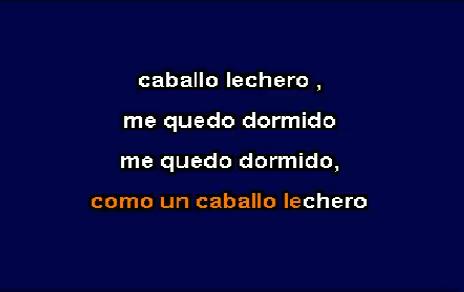 caballo lechero ,
me quedo dormido
me quedo dormido,
como un caballo lechero